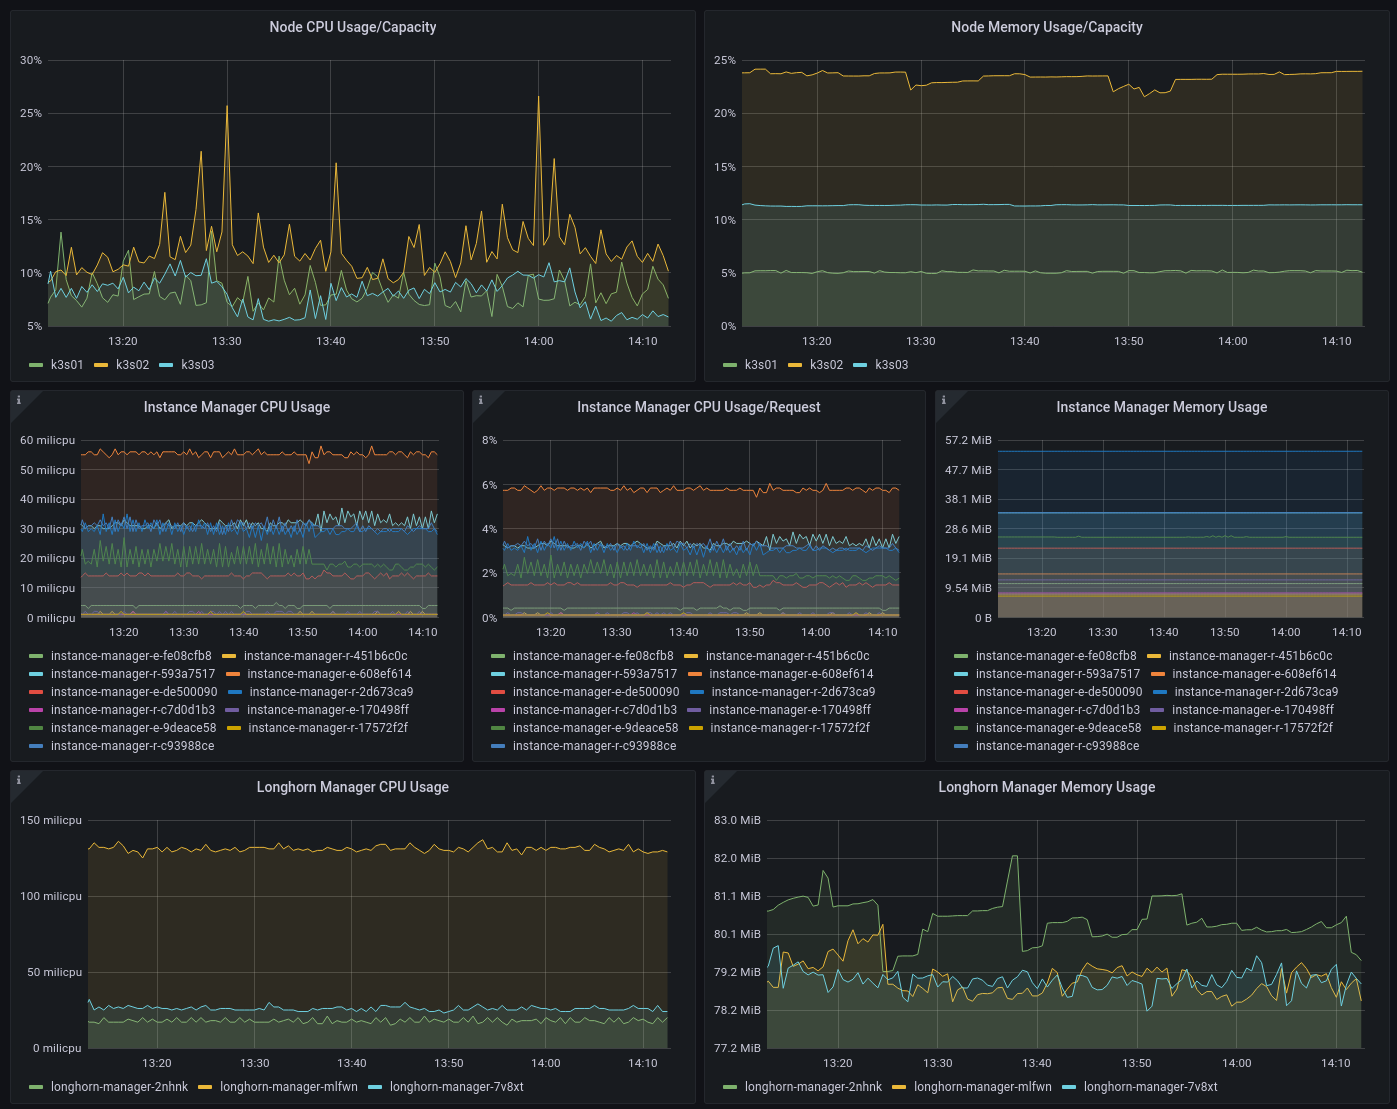 Node CPU Usage/Capacity
30%
25%
20%
15%
10%
5%
13:20 13:30 13:40 13:50 14:00 14:10
k3s01 k3s02 k3s03
Node Memory Usage/Capacity
25%
20%
15%
10%
5%
0%
13:20 13:30 13:40 13:50 14:00 14:10
k3s01 k3s02 k3s03
i
Instance Manager CPU Usage
60 milicpu
50 milicpu
40 milicpu
30 milicpu
20 milicpu
10 milicpu
0 milicpu
13:20 13:30 13:40 13:50 14:00 14:10
instance-manager-e-fe08cfb8 instance-manager-r-451b6c0c
instance-manager-r-593a7517 instance-manager-e-608ef614
instance-manager-e-de500090 instance-manager-r-2d673ca9
instance-manager-r-c7d0d1b3 instance-manager-e-170498ff
instance-manager-e-9deace58 instance-manager-r-17572f2f
instance-manager-r-c93988ce
i
Instance Manager CPU Usage/Request
8%
6%
4%
2%
0%
13:20 13:30 13:40 13:50 14:00 14:10
instance-manager-e-fe08cfb8 instance-manager-r-451b6c0c
instance-manager-r-593a7517 instance-manager-e-608ef614
instance-manager-e-de500090 instance-manager-r-2d673ca9
instance-manager-r-c7d0d1b3 instance-manager-e-170498ff
instance-manager-e-9deace58 instance-manager-r-17572f2f
instance-manager-r-c93988ce
i
Instance Manager Memory Usage
57.2 MiB
47.7 MiB
38.1 MiB
28.6 MiB
19.1 MiB
9.54 MiB
0 B
13:20 13:30 13:40 13:50 14:00 14:10
instance-manager-e-fe08cfb8 instance-manager-r-451b6c0c
instance-manager-r-593a7517 instance-manager-e-608ef614
instance-manager-e-de500090 instance-manager-r-2d673ca9
instance-manager-r-c7d0d1b3 instance-manager-e-170498ff
instance-manager-e-9deace58 instance-manager-r-17572f2f
instance-manager-r-c93988ce
i
Longhorn Manager CPU Usage
150 milicpu
100 milicpu
50 milicpu
0 milicpu
13:20 13:30 13:40 13:50 14:00 14:10
longhorn-manager-2nhnk longhorn-manager-mlfwn longhorn-manager-7v8xt
i
Longhorn Manager Memory Usage
83.0 MiB
82.0 MiB
81.1 MiB
80.1 MiB
79.2 MiB
78.2 MiB
77.2 MiB
13:20 13:30 13:40 13:50 14:00 14:10
longhorn-manager-2nhnk longhorn-manager-mlfwn longhorn-manager-7v8xt